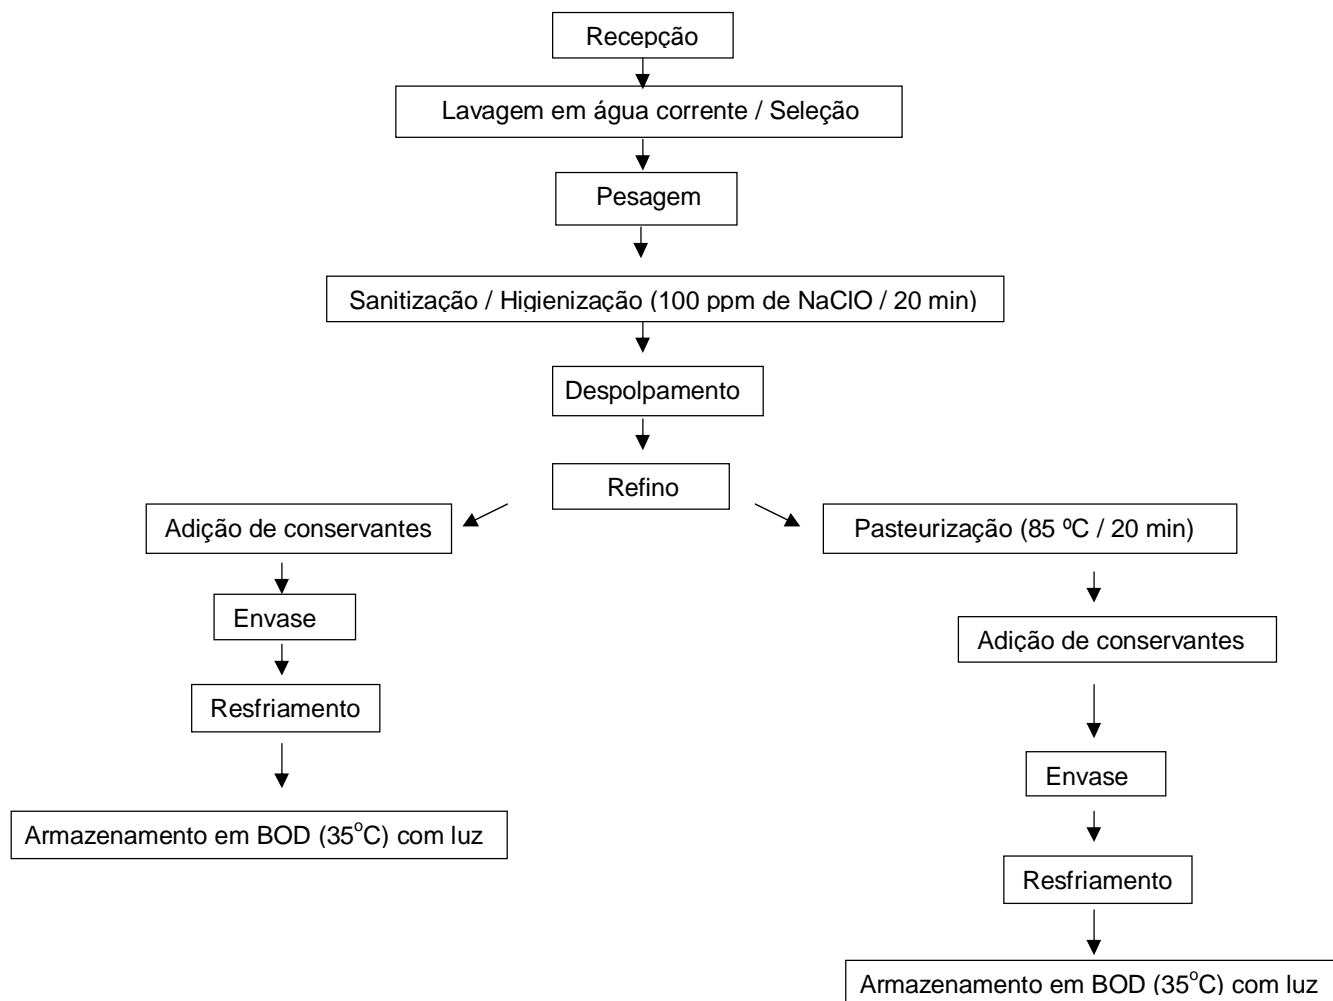 Recepção
Lavagem em água corrente / Seleção
Pesagem
Sanitização / Higienização (100 ppm de NaClO / 20 min)
Despolpamento
Refino
Adição de conservantes
Envase
Resfriamento
Armazenamento em BOD (35°C) com luz
Pasteurização (85 ºC / 20 min)
Adição de conservantes
Envase
Resfriamento
Armazenamento em BOD (35°C) com luz